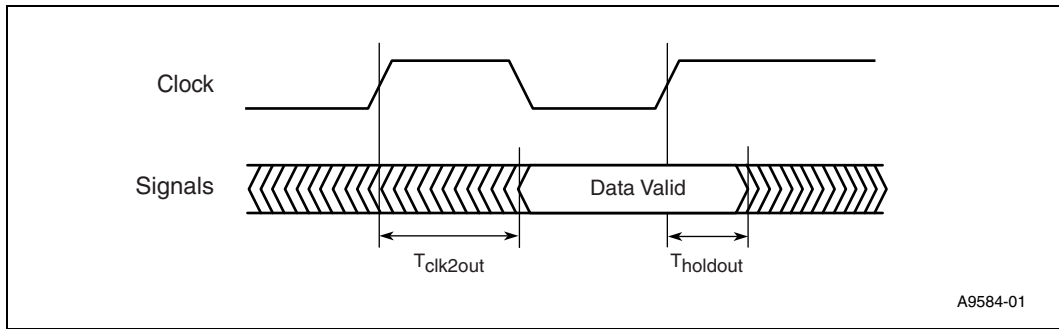 Clock
Signals
Data Valid
Tclk2out
Tholdout
A9584-01